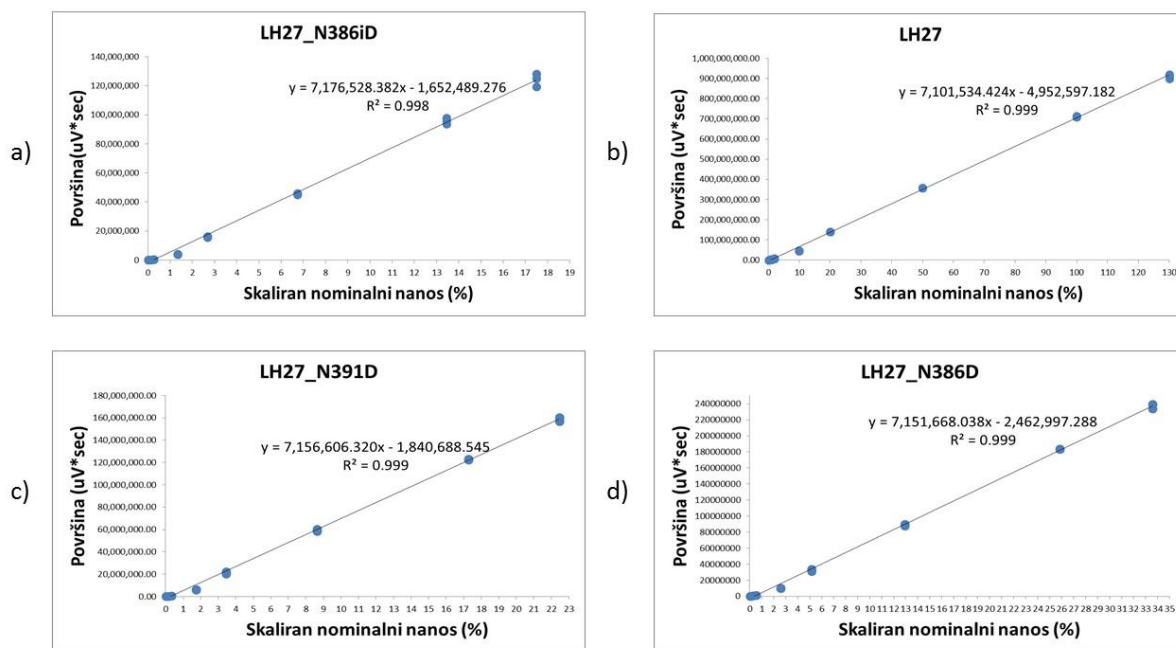 a)
LH27_N386iD
y = 7,176,528.382x - 1,652,489.276
R² = 0.998
Površina(uV*sec)
140,000,000
120,000,000
100,000,000
80,000,000
60,000,000
40,000,000
20,000,000
0
0 1 2 3 4 5 6 7 8 9 10 11 12 13 14 15 16 17 18 19
Skaliran nominalni nanos (%)
b)
LH27
y = 7,101,534.424x - 4,952,597.182
R² = 0.999
Površina (uV*sec)
1,000,000,000.00
900,000,000.00
800,000,000.00
700,000,000.00
600,000,000.00
500,000,000.00
400,000,000.00
300,000,000.00
200,000,000.00
100,000,000.00
0.00
0 10 20 30 40 50 60 70 80 90 100 110 120 130
Skaliran nominalni nanos (%)
c)
LH27_N391D
y = 7,156,606.320x - 1,840,688.545
R² = 0.999
Površina (uV*sec)
180,000,000.00
160,000,000.00
140,000,000.00
120,000,000.00
100,000,000.00
80,000,000.00
60,000,000.00
40,000,000.00
20,000,000.00
0.00
0 1 2 3 4 5 6 7 8 9 10 11 12 13 14 15 16 17 18 19 20 21 22 23
Skaliran nominalni nanos (%)
d)
LH27_N386D
y = 7,151,668.038x - 2,462,997.288
R² = 0.999
Površina (uV*sec)
240000000
220000000
200000000
180000000
160000000
140000000
120000000
100000000
80000000
60000000
40000000
20000000
0
0 1 2 3 4 5 6 7 8 9 10 11 12 13 14 15 16 17 18 19 20 21 22 23 24 25 26 27 28 29 30 31 32 33 34 35
Skaliran nominalni nanos (%)